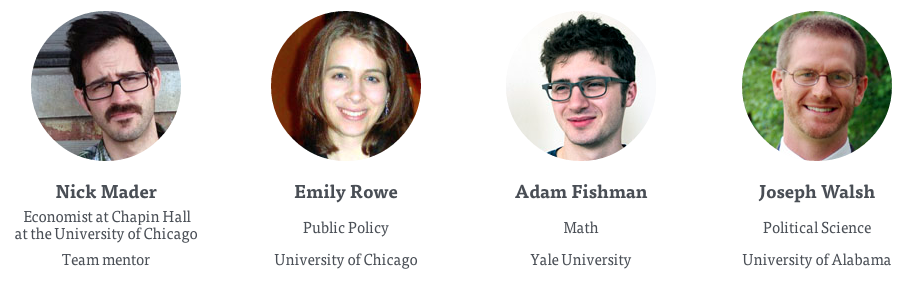 Nick Mader
Economist at Chapin Hall
at the University of Chicago
Team mentor
Emily Rowe
Public Policy
University of Chicago
Adam Fishman
Math
Yale University
Joseph Walsh
Political Science
University of Alabama